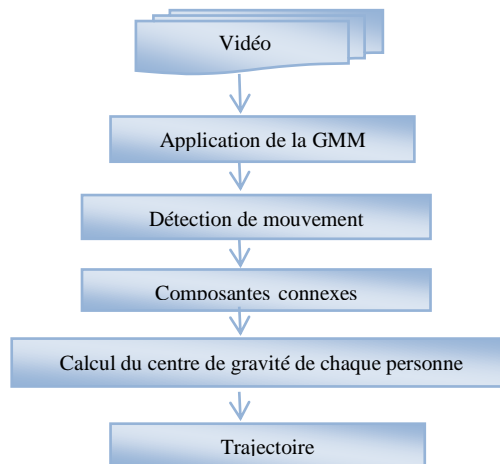 Vidéo
Application de la GMM
Détection de mouvement
Composantes connexes
Calcul du centre de gravité de chaque personne
Trajectoire